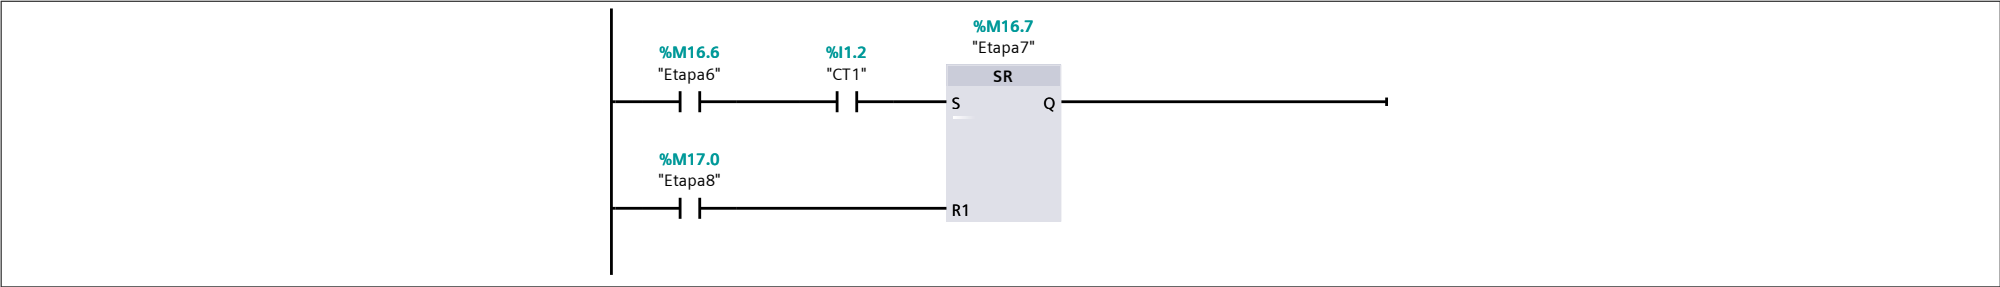 %M16.7
"Etapa7"
%M16.6
"Etapa6"
%I1.2
"CT1"
SR
S
Q
%M17.0
"Etapa8"
R1